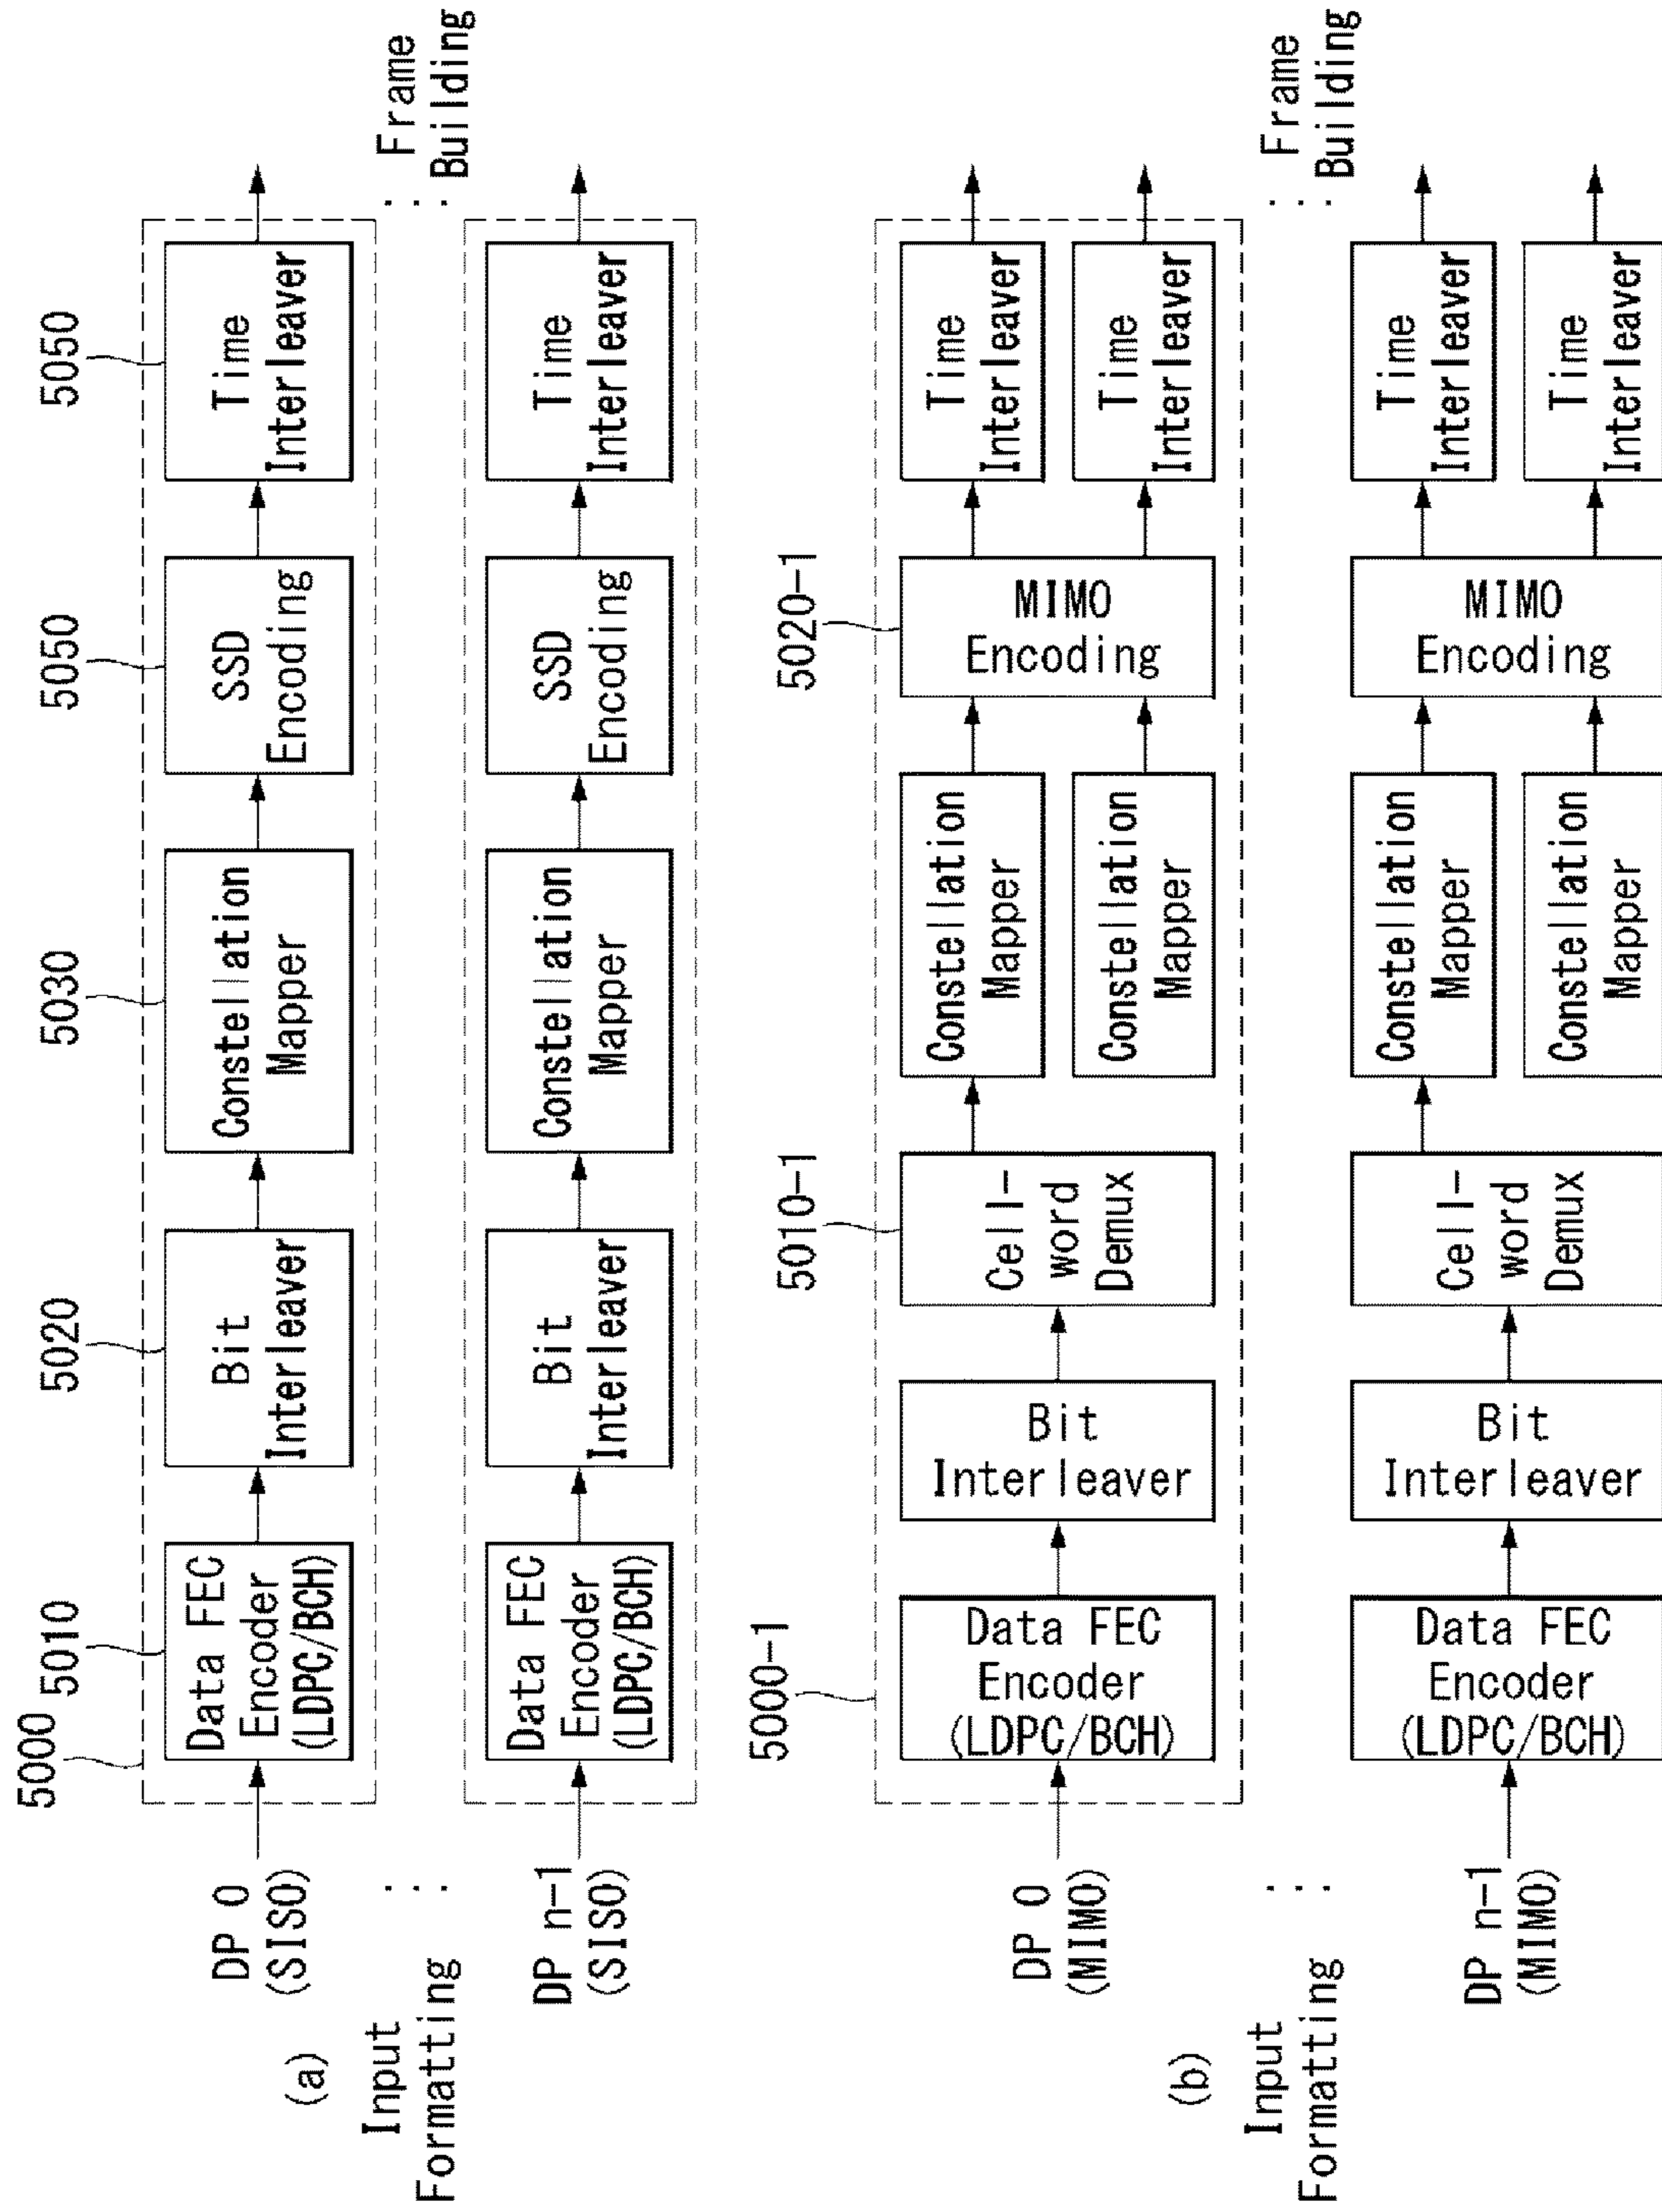 (a)
Input
Formatting
DP 0
(SISO)
5000
5010
Data FEC
Encoder
(LDPC/BCH)
5020
Bit
Interleaver
5030
Constellation
Mapper
5050
SSD
Encoding
5050
Time
Interleaver
...
...
Frame
Building
DP n-1
(SISO)
Data FEC
Encoder
(LDPC/BCH)
Bit
Interleaver
Constellation
Mapper
SSD
Encoding
Time
Interleaver
(b)
Input
Formatting
DP 0
(MIMO)
5000-1
Data FEC
Encoder
(LDPC/BCH)
Bit
Interleaver
5010-1
Cell-
word
Demux
Constellation
Mapper
Constellation
Mapper
5020-1
MIMO
Encoding
Time
Interleaver
Time
Interleaver
...
...
Frame
Building
DP n-1
(MIMO)
Data FEC
Encoder
(LDPC/BCH)
Bit
Interleaver
Cell-
word
Demux
Constellation
Mapper
Constellation
Mapper
MIMO
Encoding
Time
Interleaver
Time
Interleaver